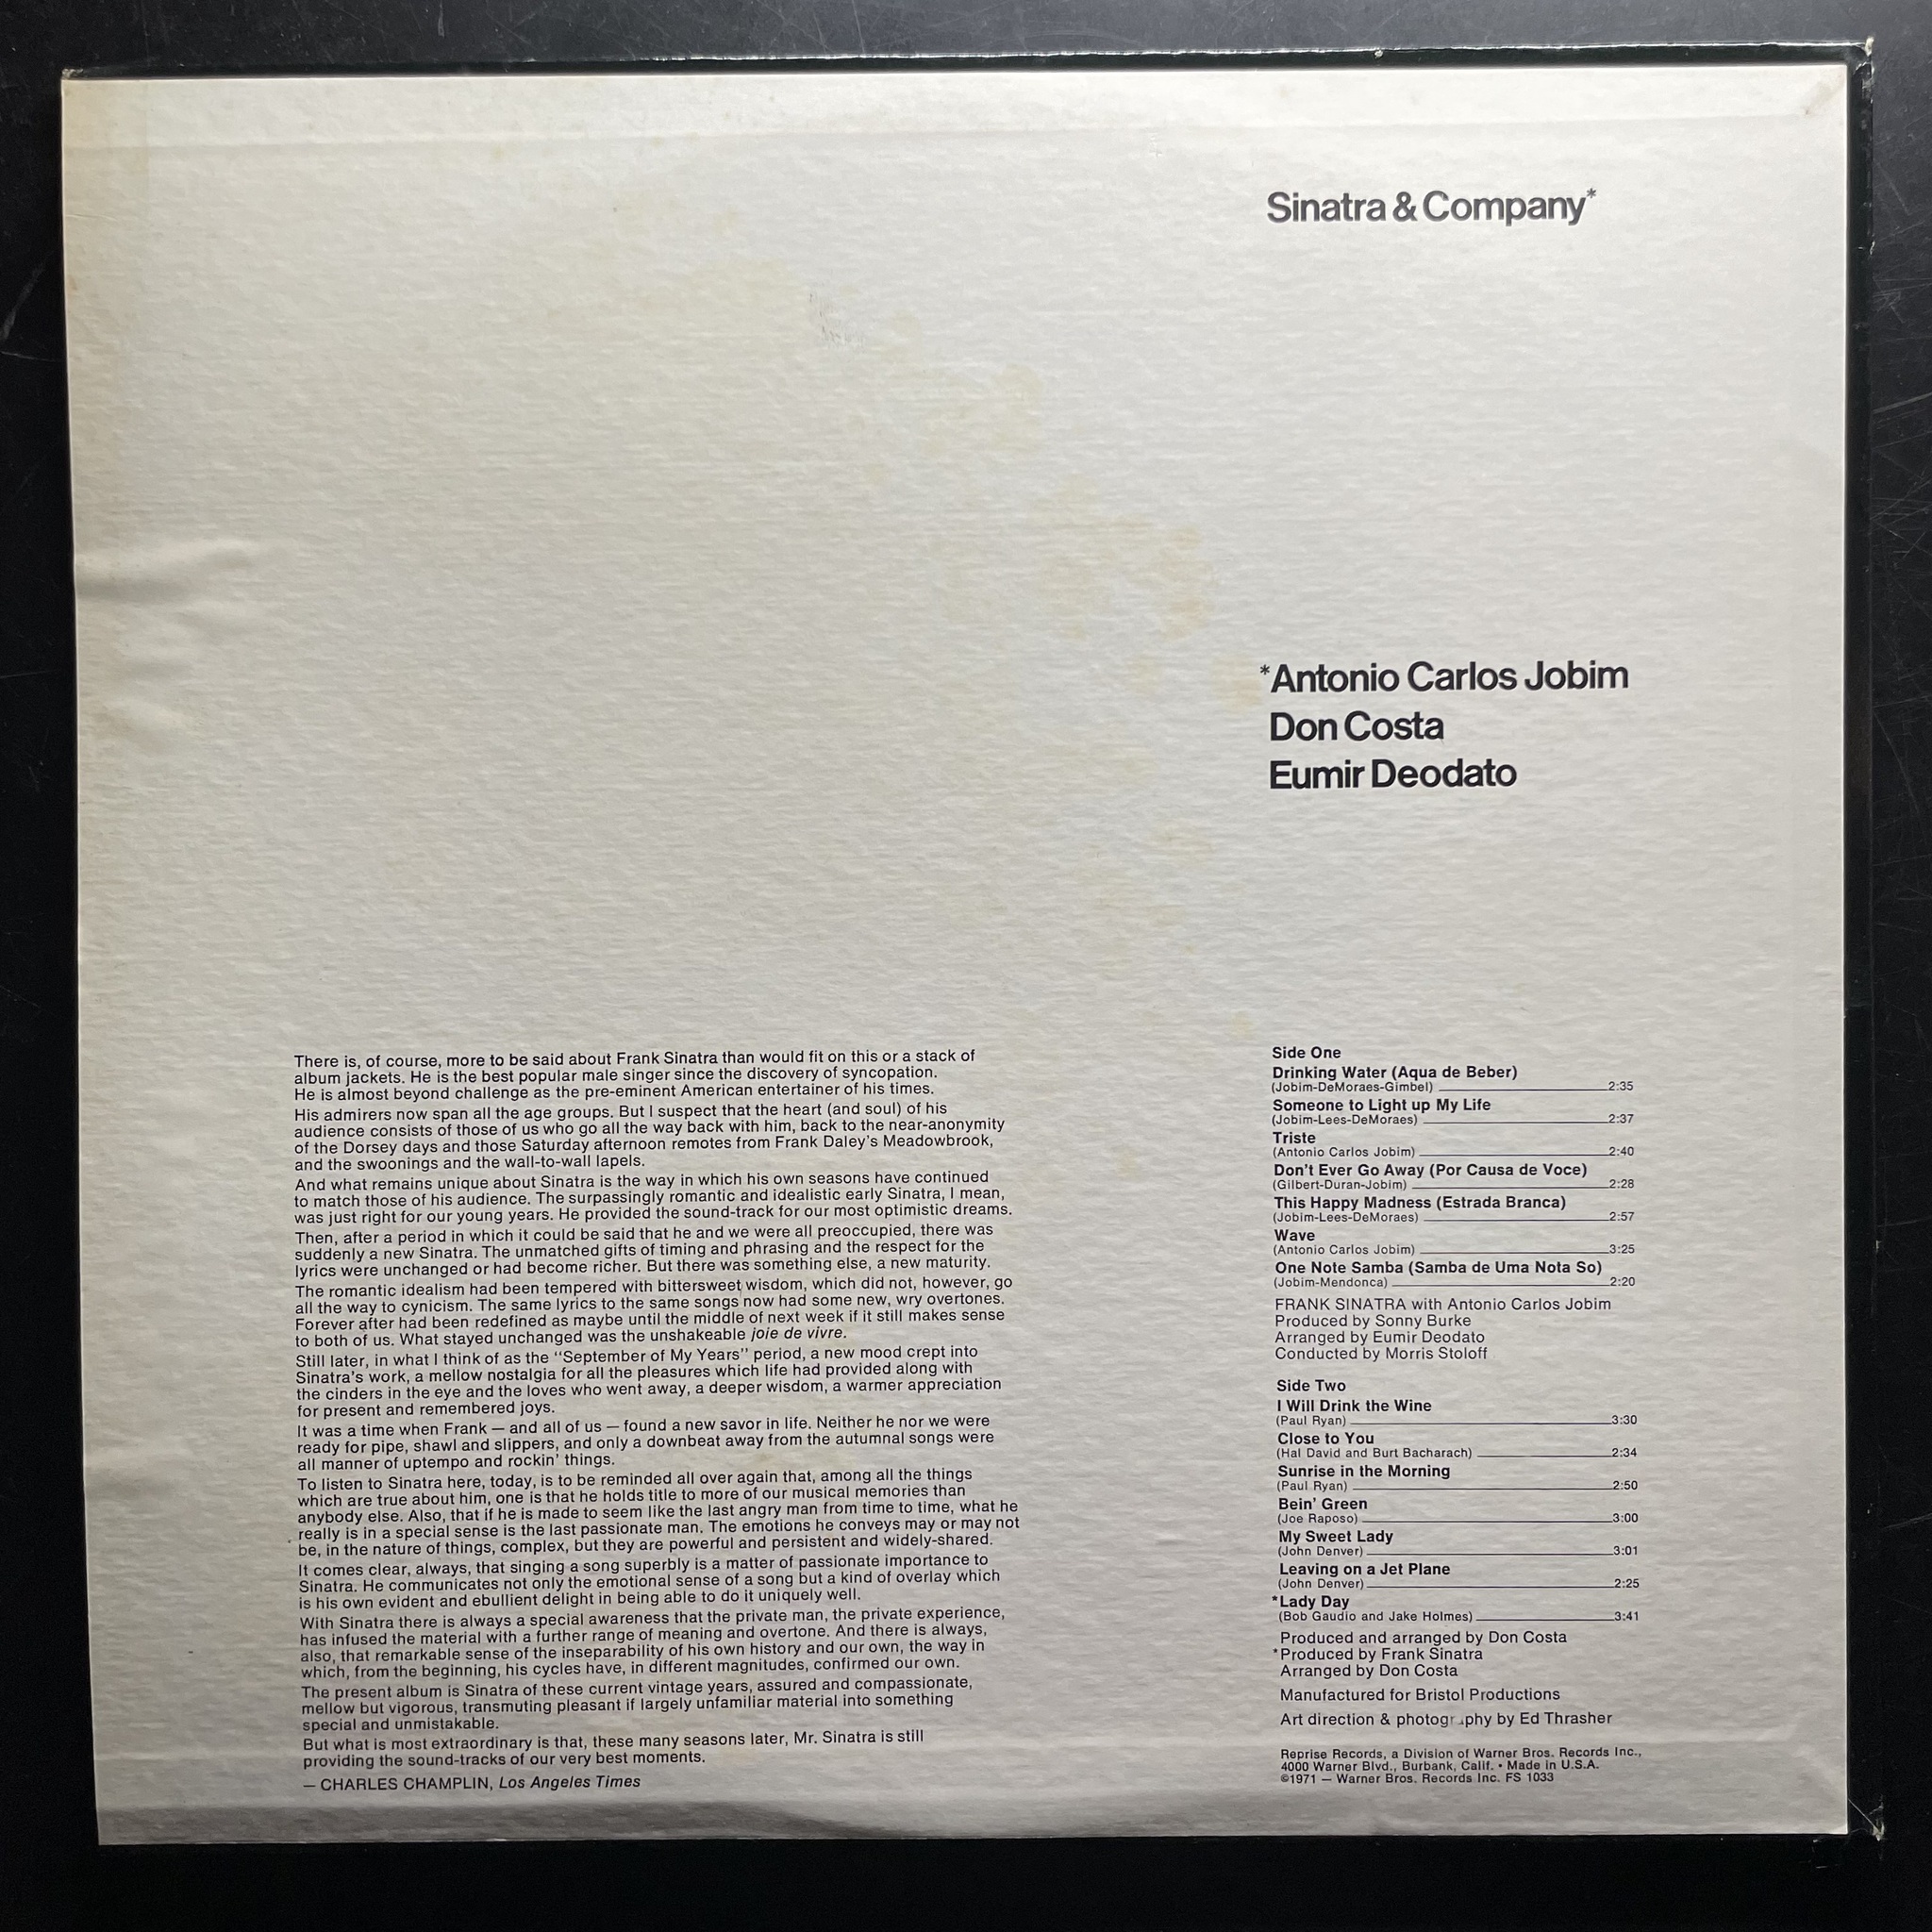 Sinatra & Company*
*Antonio Carlos Jobim
Don Costa
Eumir Deodato
There is, of course, more to be said about Frank Sinatra than would fit on this or a stack of
album jackets. He is the best popular male singer since the discovery of syncopation.
He is almost beyond challenge as the pre-eminent American entertainer of his times.
His admirers now span all the age groups. But I suspect that the heart (and soul) of his
audience consists of those of us who go all the way back with him, back to the near-anonymity
of the Dorsey days and those Saturday afternoon remotes from Frank Daley's Meadowbrook,
and the swoonings and the wall-to-wall lapels.
And what remains unique about Sinatra is the way in which his own seasons have continued
to match those of his audience. The surpassingly romantic and idealistic early Sinatra, I mean,
was just right for our young years. He provided the sound-track for our most optimistic dreams.
Then, after a period in which it could be said that he and we were all preoccupied, there was
suddenly a new Sinatra. The unmatched gifts of timing and phrasing and the respect for the
lyrics were unchanged or had become richer. But there was something else, a new maturity.
The romantic idealism had been tempered with bittersweet wisdom, which did not, however, go
all the way to cynicism. The same lyrics to the same songs now had some new, wry overtones.
Forever after had been redefined as maybe until the middle of next week if it still makes sense
to both of us. What stayed unchanged was the unshakeable joie de vivre.
Still later, in what I think of as the "September of My Years" period, a new mood crept into
Sinatra's work, a mellow nostalgia for all the pleasures which life had provided along with
the cinders in the eye and the loves who went away, a deeper wisdom, a warmer appreciation
for present and remembered joys.
It was a time when Frank — and all of us — found a new savor in life. Neither he nor we were
ready for pipe, shawl and slippers, and only a downbeat away from the autumnal songs were
all manner of uptempo and rockin' things.
To listen to Sinatra here, today, is to be reminded all over again that, among all the things
which are true about him, one is that he holds title to more of our musical memories than
anybody else. Also, that if he is made to seem like the last angry man from time to time, what he
really is in a special sense is the last passionate man. The emotions he conveys may or may not
be, in the nature of things, complex, but they are powerful and persistent and widely-shared.
It comes clear, always, that singing a song superbly is a matter of passionate importance to
Sinatra. He communicates not only the emotional sense of a song but a kind of overlay which
is his own evident and ebullient delight in being able to do it uniquely well.
With Sinatra there is always a special awareness that the private man, the private experience,
has infused the material with a further range of meaning and overtone. And there is always,
also, that remarkable sense of the inseparability of his own history and our own, the way in
which, from the beginning, his cycles have, in different magnitudes, confirmed our own.
The present album is Sinatra of these current vintage years, assured and compassionate,
mellow but vigorous, transmuting pleasant if largely unfamiliar material into something
special and unmistakable.
But what is most extraordinary is that, these many seasons later, Mr. Sinatra is still
providing the sound-tracks of our very best moments.
— CHARLES CHAMPLIN, Los Angeles Times
Side One
Drinking Water (Aqua de Beber)
(Jobim-DeMoraes-Gimbel) 2:35
Someone to Light up My Life
(Jobim-Lees-DeMoraes) 2:37
Triste
(Antonio Carlos Jobim) 2:40
Don't Ever Go Away (Por Causa de Voce)
(Gilbert-Duran-Jobim) 2:28
This Happy Madness (Estrada Branca)
(Jobim-Lees-DeMoraes) 2:57
Wave
(Antonio Carlos Jobim) 3:25
One Note Samba (Samba de Uma Nota So)
(Jobim-Mendonca) 2:20
FRANK SINATRA with Antonio Carlos Jobim
Produced by Sonny Burke
Arranged by Eumir Deodato
Conducted by Morris Stoloff
Side Two
I Will Drink the Wine
(Paul Ryan) 3:30
Close to You
(Hal David and Burt Bacharach) 2:34
Sunrise in the Morning
(Paul Ryan) 2:50
Bein' Green
(Joe Raposo) 3:00
My Sweet Lady
(John Denver) 3:01
Leaving on a Jet Plane
(John Denver) 2:25
*Lady Day
(Bob Gaudio and Jake Holmes) 3:41
Produced and arranged by Don Costa
*Produced by Frank Sinatra
Arranged by Don Costa
Manufactured for Bristol Productions
Art direction & photography by Ed Thrasher
Reprise Records, a Division of Warner Bros. Records Inc.,
4000 Warner Blvd., Burbank, Calif. • Made in U.S.A.
©1971 — Warner Bros. Records Inc. FS 1033